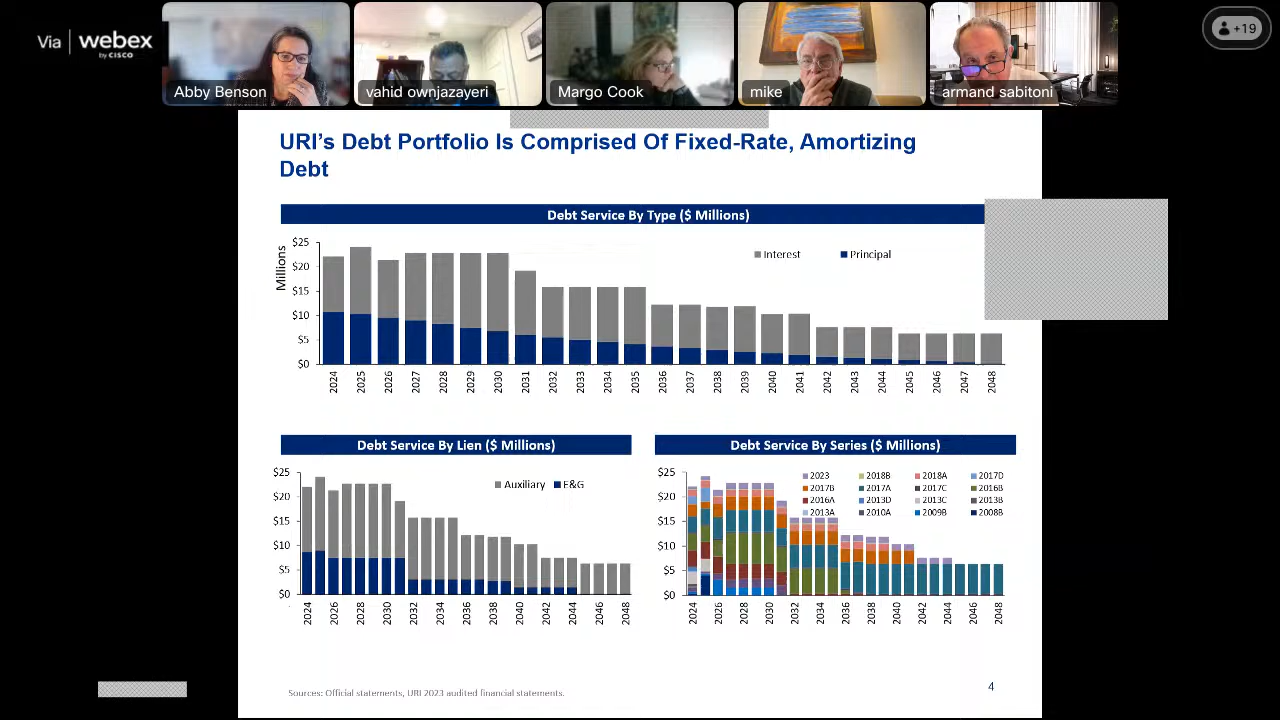 Via | webex
by CISCO
Abby Benson
vahid ownjazayeri
Margo Cook
mike
armand sabitoni
+19
URI's Debt Portfolio Is Comprised Of Fixed-Rate, Amortizing
Debt
Debt Service By Type ($ Millions)
Millions
$25
$20
$15
$10
$5
$0
Interest
Principal
2024
2025
2026
2027
2028
2029
2030
2031
2032
2033
2034
2035
2036
2037
2038
2039
2040
2041
2042
2043
2044
2045
2046
2047
2048
Debt Service By Lien ($ Millions)
$25
$20
$15
$10
$5
$0
Auxiliary
E&G
2024
2026
2028
2030
2032
2034
2036
2038
2040
2042
2044
2046
2048
Debt Service By Series ($ Millions)
$25
$20
$15
$10
$5
$0
2023
2018B
2018A
2017D
2017B
2017A
2017C
2016B
2016A
2013D
2013C
2013B
2013A
2010A
2009B
2008B
2024
2026
2028
2030
2032
2034
2036
2038
2040
2042
2044
2046
2048
Sources: Official statements, URI 2023 audited financial statements.
4